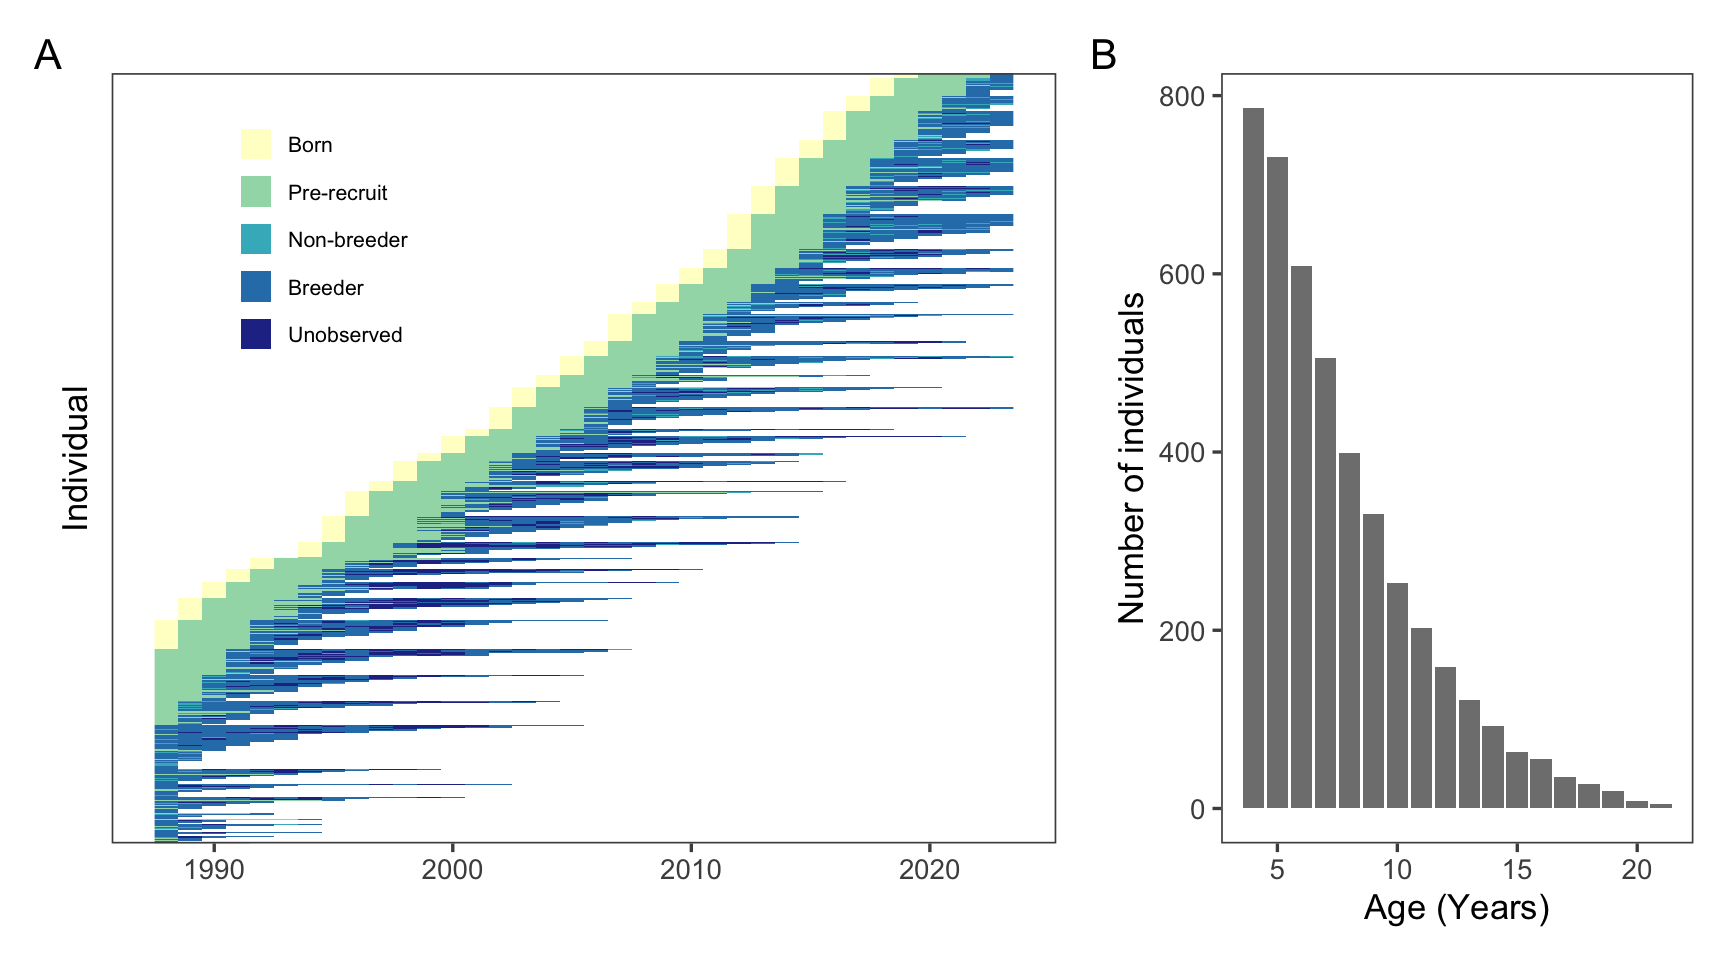 A
Born
Pre-recruit
Non-breeder
Breeder
Unobserved
Individual
1990 2000 2010 2020
B
800
600
400
200
0
Number of individuals
5 10 15 20
Age (Years)